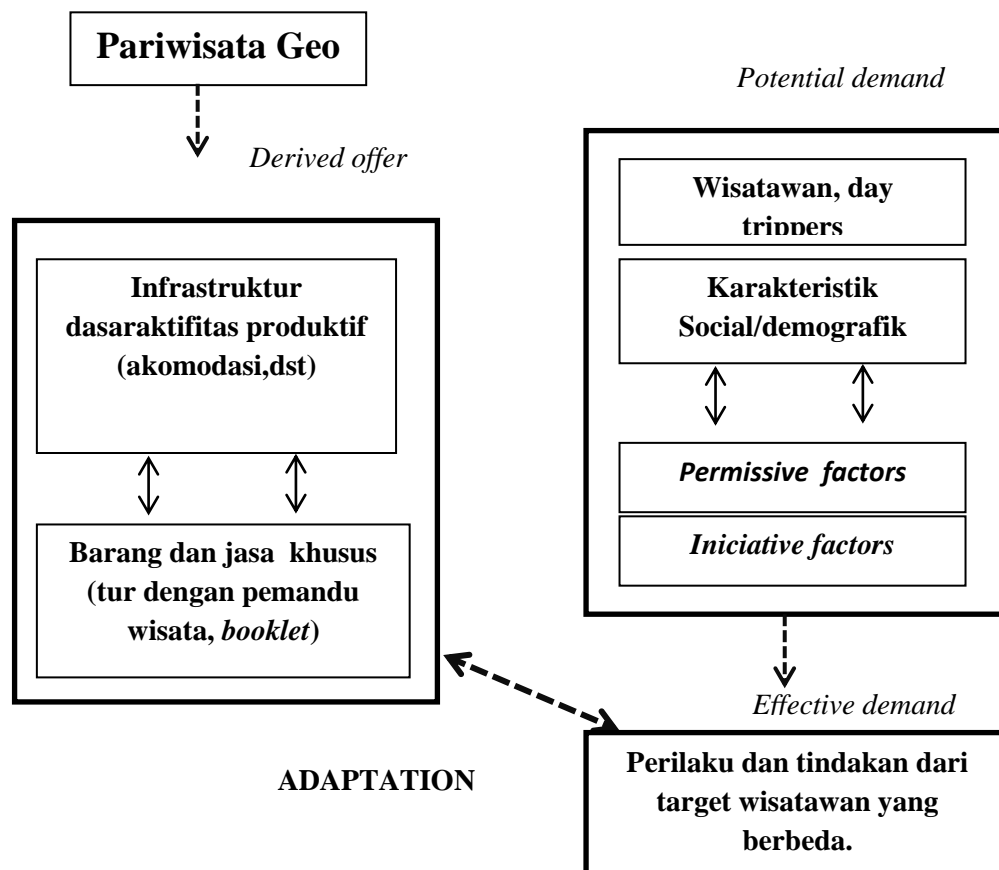 Pariwisata Geo
Derived offer
Infrastruktur
dasaraktifitas produktif
(akomodasi,dst)
Barang dan jasa khusus
(tur dengan pemandu
wisata, booklet)
ADAPTATION
Potential demand
Wisatawan, day
trippers
Karakteristik
Social/demografik
Permissive factors
Iniciative factors
Effective demand
Perilaku dan tindakan dari
target wisatawan yang
berbeda.